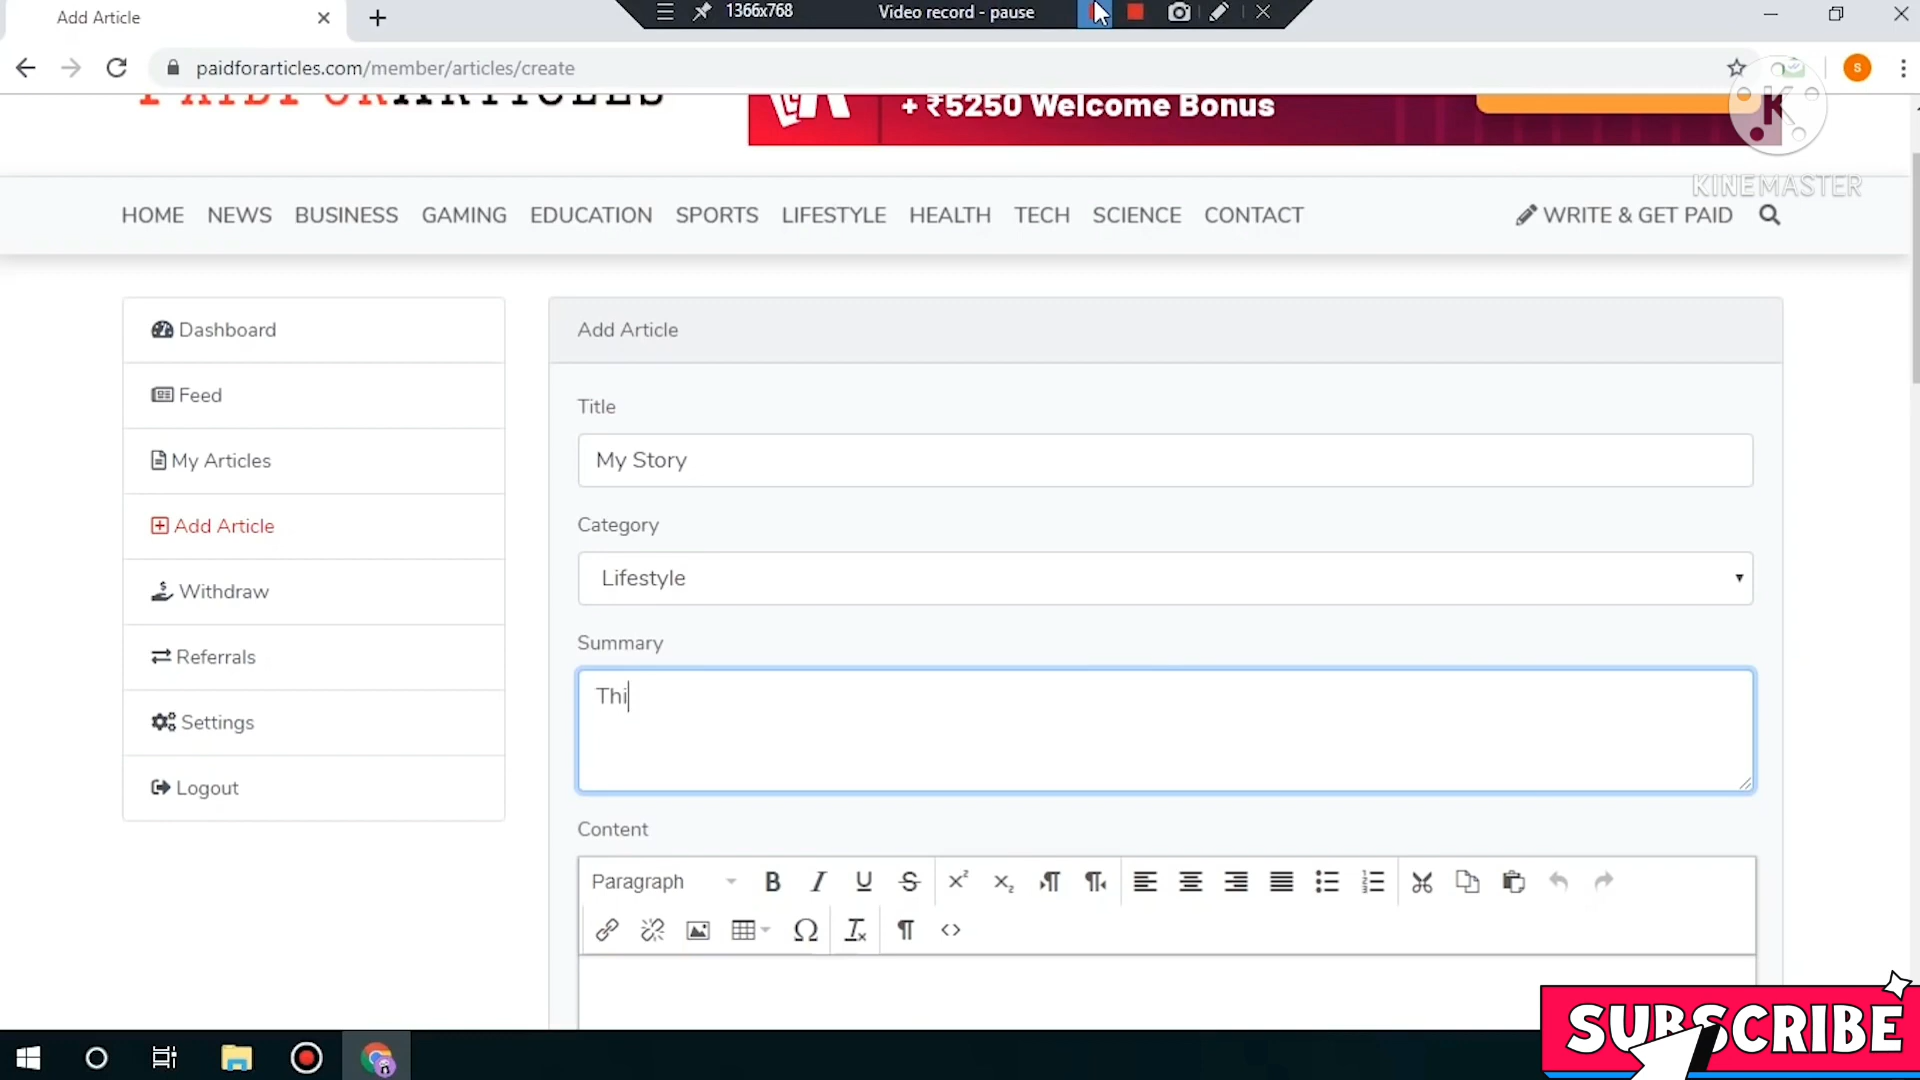 Add Article
1366x768
Video record - pause
paidforarticles.com/member/articles/create
S
PAIDFORARTICLES
+ ₹5250 Welcome Bonus
K
KINEMASTER
HOME NEWS BUSINESS GAMING EDUCATION SPORTS LIFESTYLE HEALTH TECH SCIENCE CONTACT WRITE & GET PAID
Dashboard
Feed
My Articles
Add Article
Withdraw
Referrals
Settings
Logout
Add Article
Title
My Story
Category
Lifestyle
Summary
Thi
Content
Paragraph
SUBSCRIBE